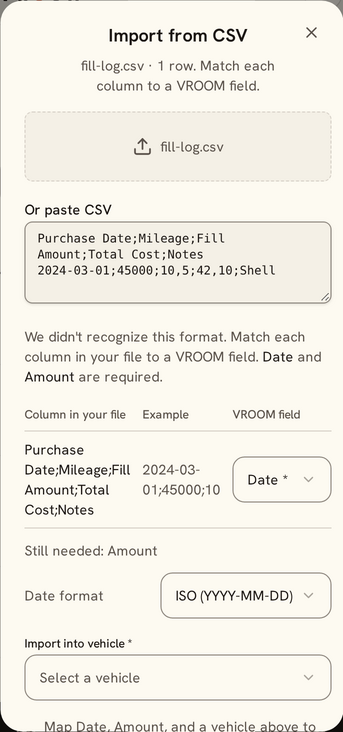 Import from CSV
fill-log.csv · 1 row. Match each
column to a VROOM field.
fill-log.csv
Or paste CSV
Purchase Date;Mileage;Fill
Amount;Total Cost;Notes
2024-03-01;45000;10,5;42,10;Shell
We didn't recognize this format. Match each
column in your file to a VROOM field. Date and
Amount are required.
Column in your file Example VROOM field
Purchase
Date;Mileage;Fill
Amount;Total
Cost;Notes
2024-03-
01;45000;10
Date *
Still needed: Amount
Date format
ISO (YYYY-MM-DD)
Import into vehicle *
Select a vehicle
Map Date, Amount, and a vehicle above to